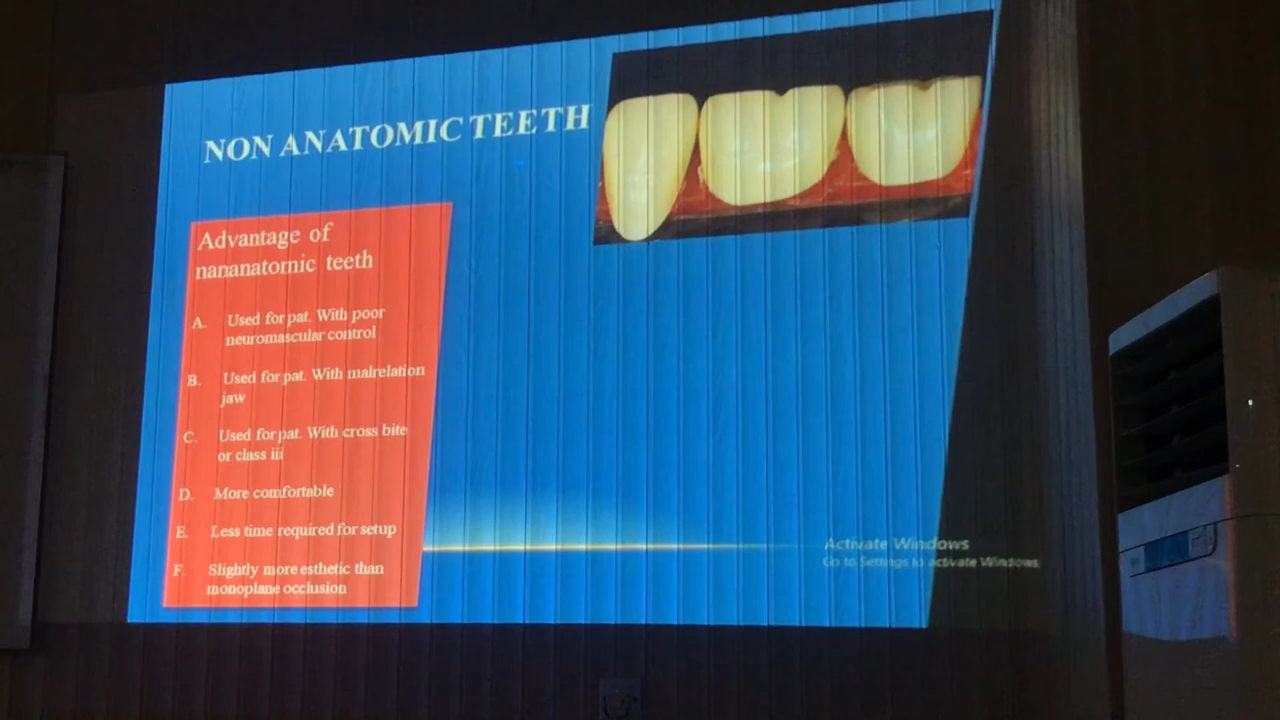 NON ANATOMIC TEETH
Advantage of
nananatomic teeth
A. Used for pat. With poor
neuromascular control
B. Used for pat. With malrelation
jaw
C. Used for pat. With cross bite
or class iii
D. More comfortable
E. Less time required for setup
F. Slightly more esthetic than
monoplane occlusion
Activate Windows
Go to Settings to activate Windows.